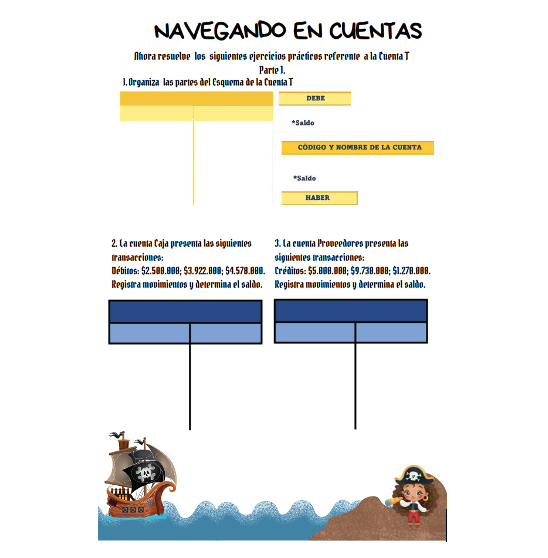 NAVEGANDO EN CUENTAS
Ahora resuelve los siguientes ejercicios prácticos referente a la Cuenta T
Parte 1.
1. Organiza las partes del Esquema de la Cuenta T
DEBE
*Saldo
CÓDIGO Y NOMBRE DE LA CUENTA
*Saldo
HABER
2. La cuenta Caja presenta las siguientes
transacciones:
Débitos: $2.500.000; $3.922.000; $4.570.000.
Registra movimientos y determina el saldo.
3. La cuenta Proveedores presenta las
siguientes transacciones:
Créditos: $5.000.000; $9.730.000; $1.270.000.
Registra movimientos y determina el saldo.